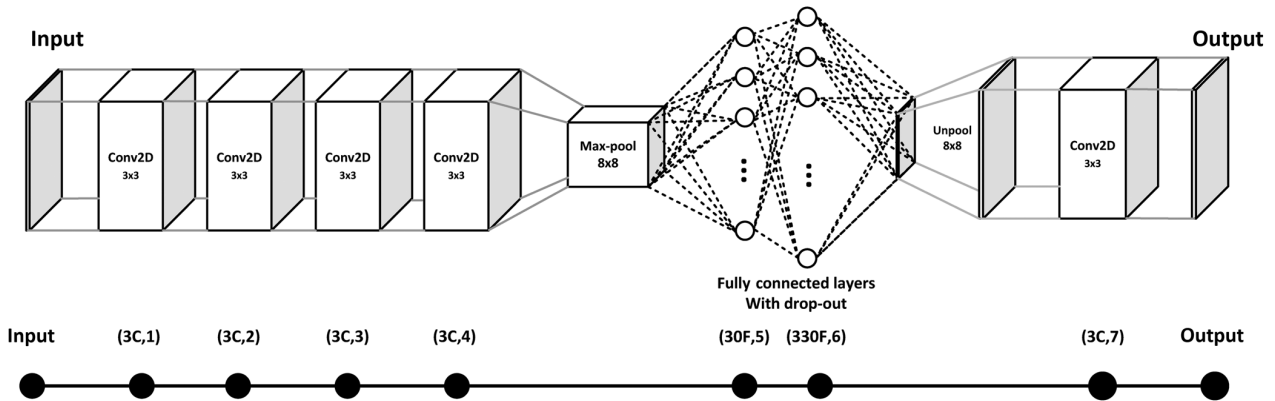 Input
Output
Conv2D
3x3
Conv2D
3x3
Conv2D
3x3
Conv2D
3x3
Max-pool
8x8
Unpool
8x8
Conv2D
3x3
Fully connected layers
With drop-out
Input (3C,1) (3C,2) (3C,3) (3C,4) (30F,5) (330F,6) (3C,7) Output